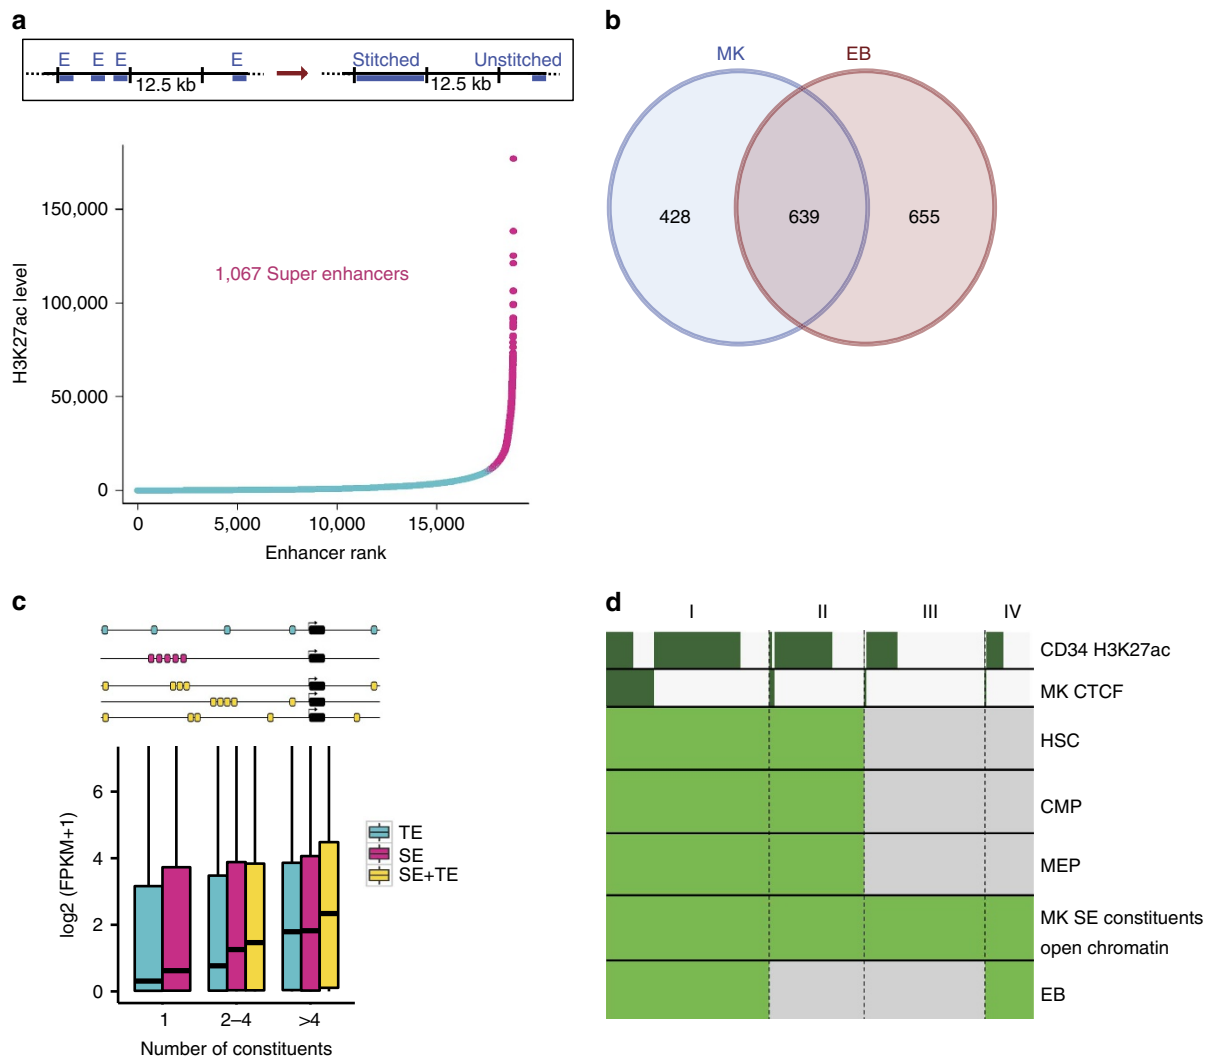 a
E E E E
12.5 kb
Stitched Unstitched
12.5 kb
H3K27ac level
150,000
100,000
50,000
0
1,067 Super enhancers
0 5,000 10,000 15,000
Enhancer rank
b
MK EB
428 639 655
c
log2 (FPKM+1)
6
4
2
0
1 2–4 >4
Number of constituents
TE
SE
SE+TE
d
I II III IV
CD34 H3K27ac
MK CTCF
HSC
CMP
MEP
MK SE constituents
open chromatin
EB